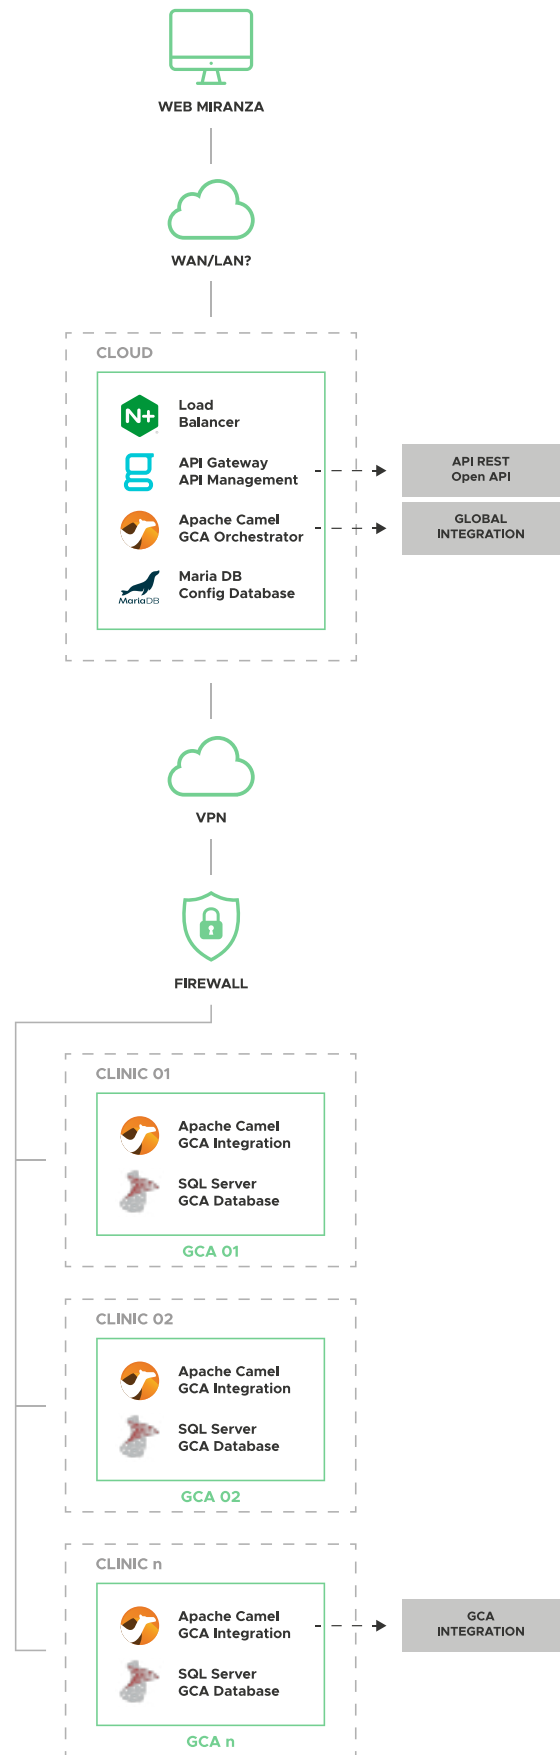 WEB MIRANZA
WAN/LAN?
CLOUD
N+
Load
Balancer
API Gateway
API Management
API REST
Open API
Apache Camel
GCA Orchestrator
GLOBAL
INTEGRATION
MariaDB
Maria DB
Config Database
VPN
FIREWALL
CLINIC 01
Apache Camel
GCA Integration
SQL Server
GCA Database
GCA 01
CLINIC 02
Apache Camel
GCA Integration
SQL Server
GCA Database
GCA 02
CLINIC n
Apache Camel
GCA Integration
GCA
INTEGRATION
SQL Server
GCA Database
GCA n